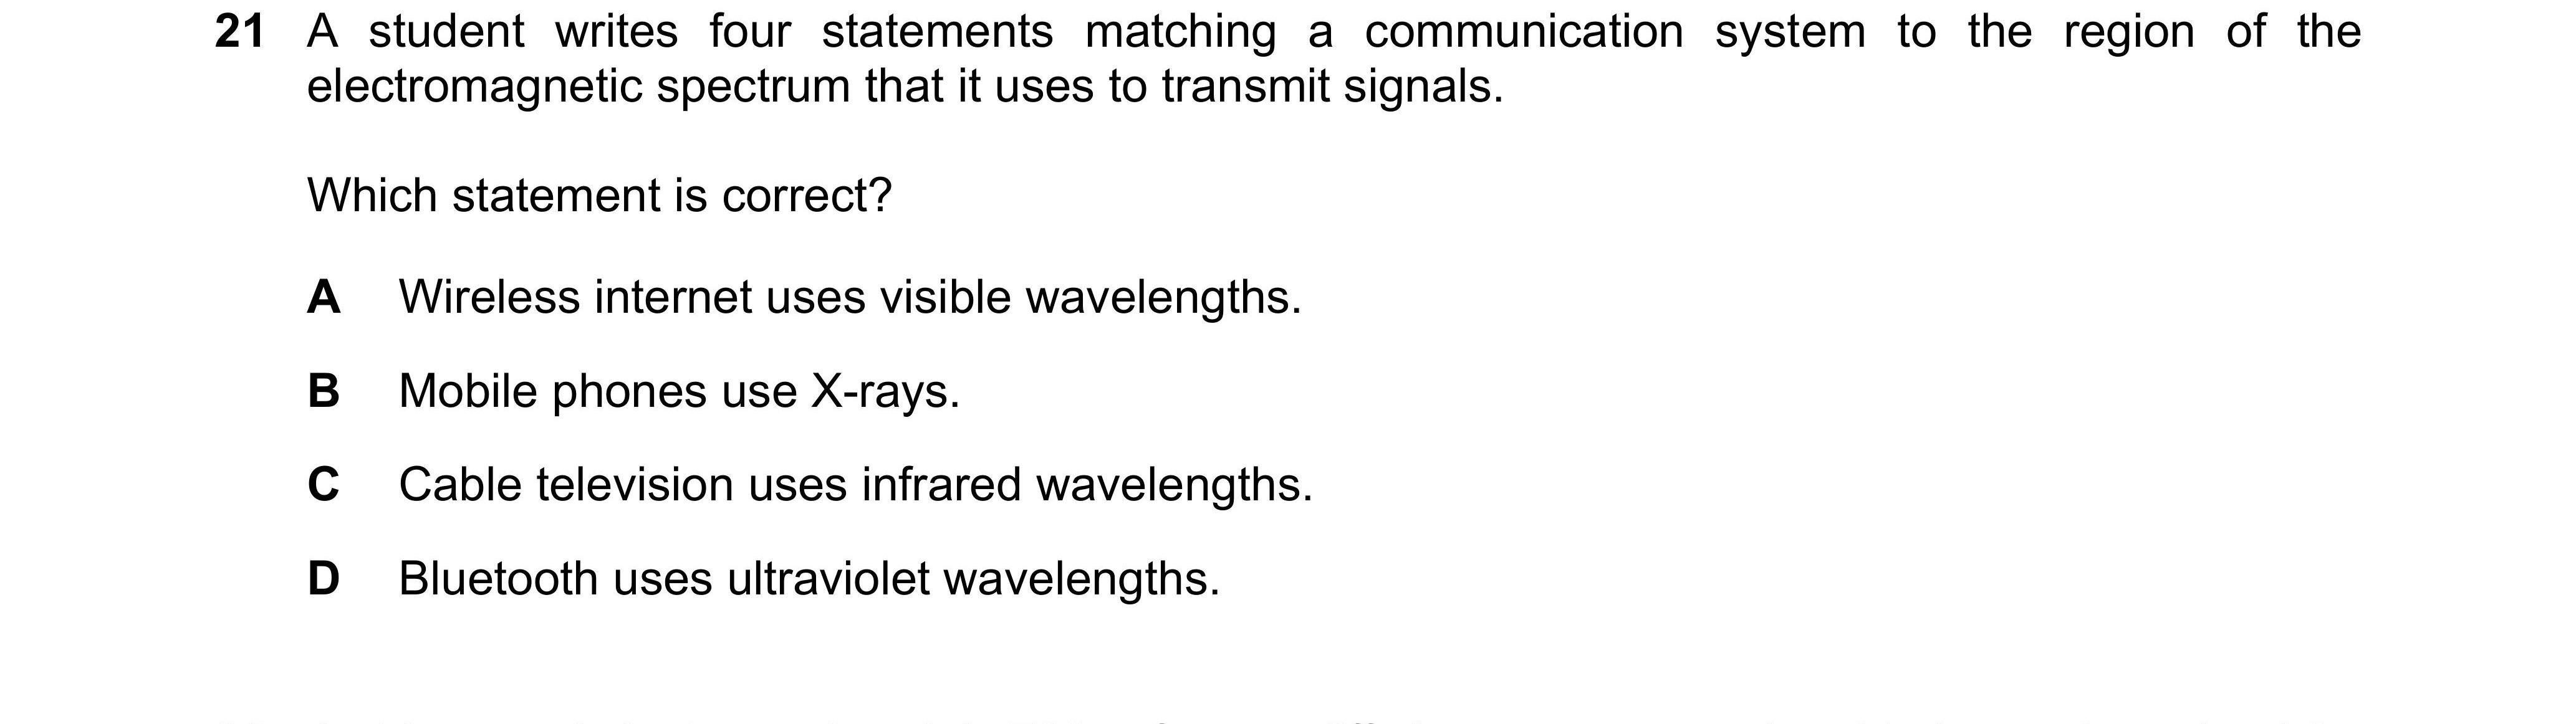 21 A student writes four statements matching a communication system to the region of the
electromagnetic spectrum that it uses to transmit signals.
Which statement is correct?
A Wireless internet uses visible wavelengths.
B Mobile phones use X-rays.
C Cable television uses infrared wavelengths.
D Bluetooth uses ultraviolet wavelengths.